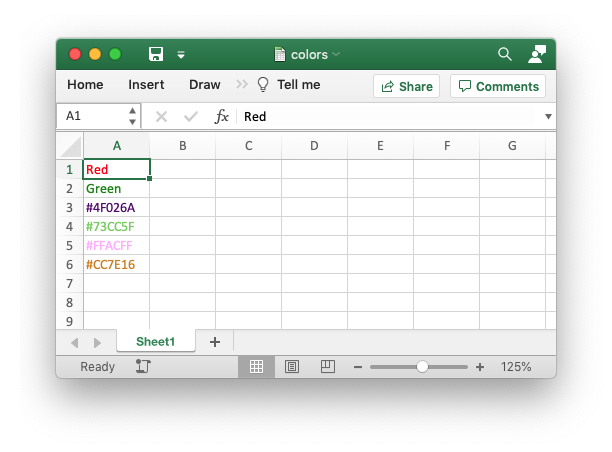 colors
Home Insert Draw Tell me Share Comments
A1 fx Red
A B C D E F G
1 Red
2 Green
3 #4F026A
4 #73CC5F
5 #FFACFF
6 #CC7E16
7
8
9
Sheet1 +
Ready 125%